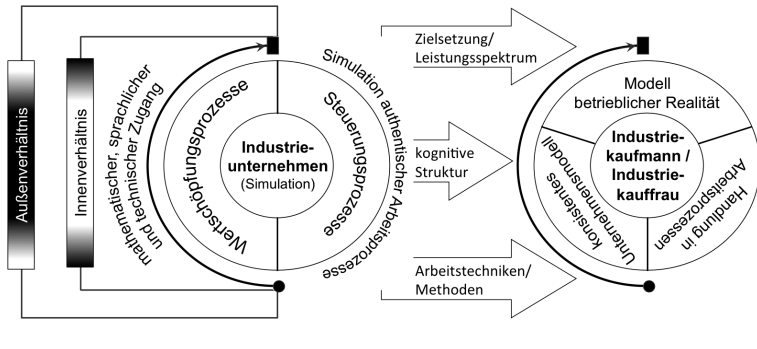 Außenverhältnis
Innenverhältnis
mathematischer, sprachlicher
und technischer Zugang
Wertschöpfungsprozesse
Industrie-
unternehmen
(Simulation)
Steuerungsprozesse
Simulation authentischer Arbeitsprozesse
Zielsetzung/
Leistungsspektrum
kognitive
Struktur
Arbeitstechniken/
Methoden
Modell
betrieblicher Realität
Industrie-
kaufmann /
Industrie-
kauffrau
Konsistentes
Unternehmensmodell
Handlung in
Arbeitsprozessen